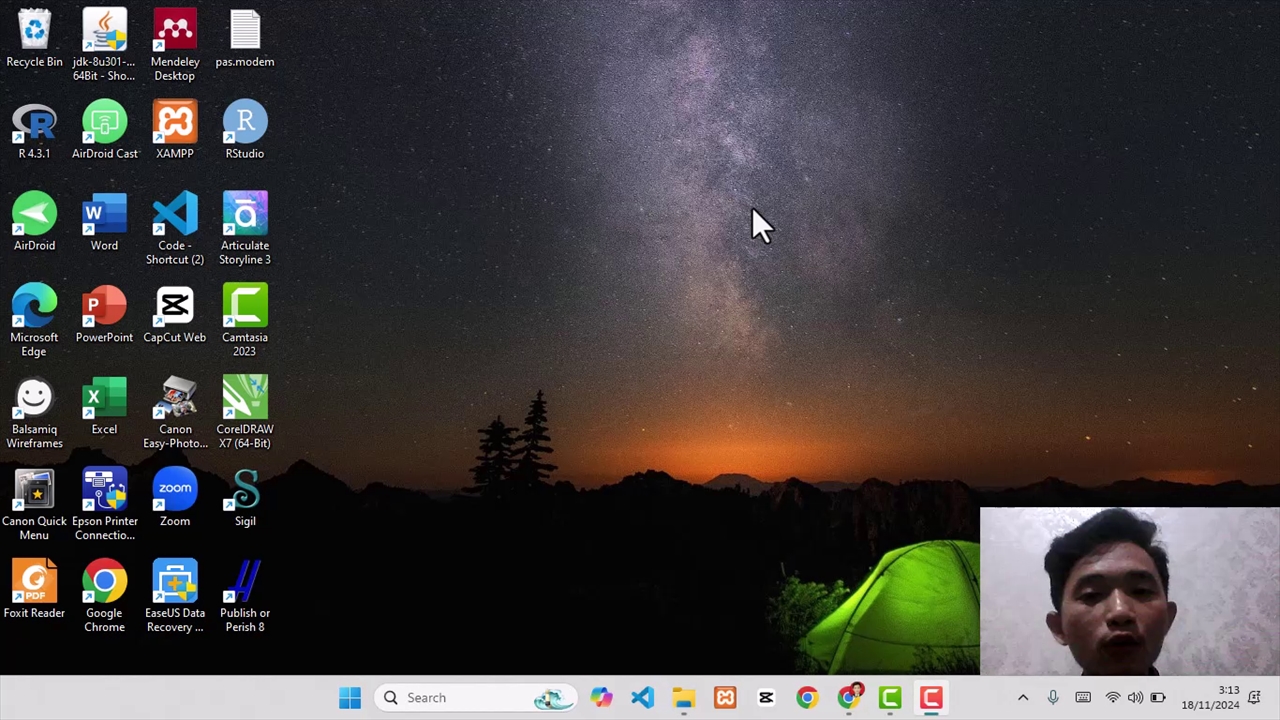 Recycle Bin
jdk-8u301-...
64Bit - Sho...
Mendeley
Desktop
pas.modem
R 4.3.1
AirDroid Cast
XAMPP
RStudio
AirDroid
Word
Code -
Shortcut (2)
Articulate
Storyline 3
Microsoft
Edge
PowerPoint
CapCut Web
Camtasia
2023
Balsamiq
Wireframes
Excel
Canon
Easy-Photo...
CorelDRAW
X7 (64-Bit)
Canon Quick
Menu
Epson Printer
Connectio...
Zoom
Sigil
Foxit Reader
Google
Chrome
EaseUS Data
Recovery ...
Publish or
Perish 8
Search
3:13
18/11/2024